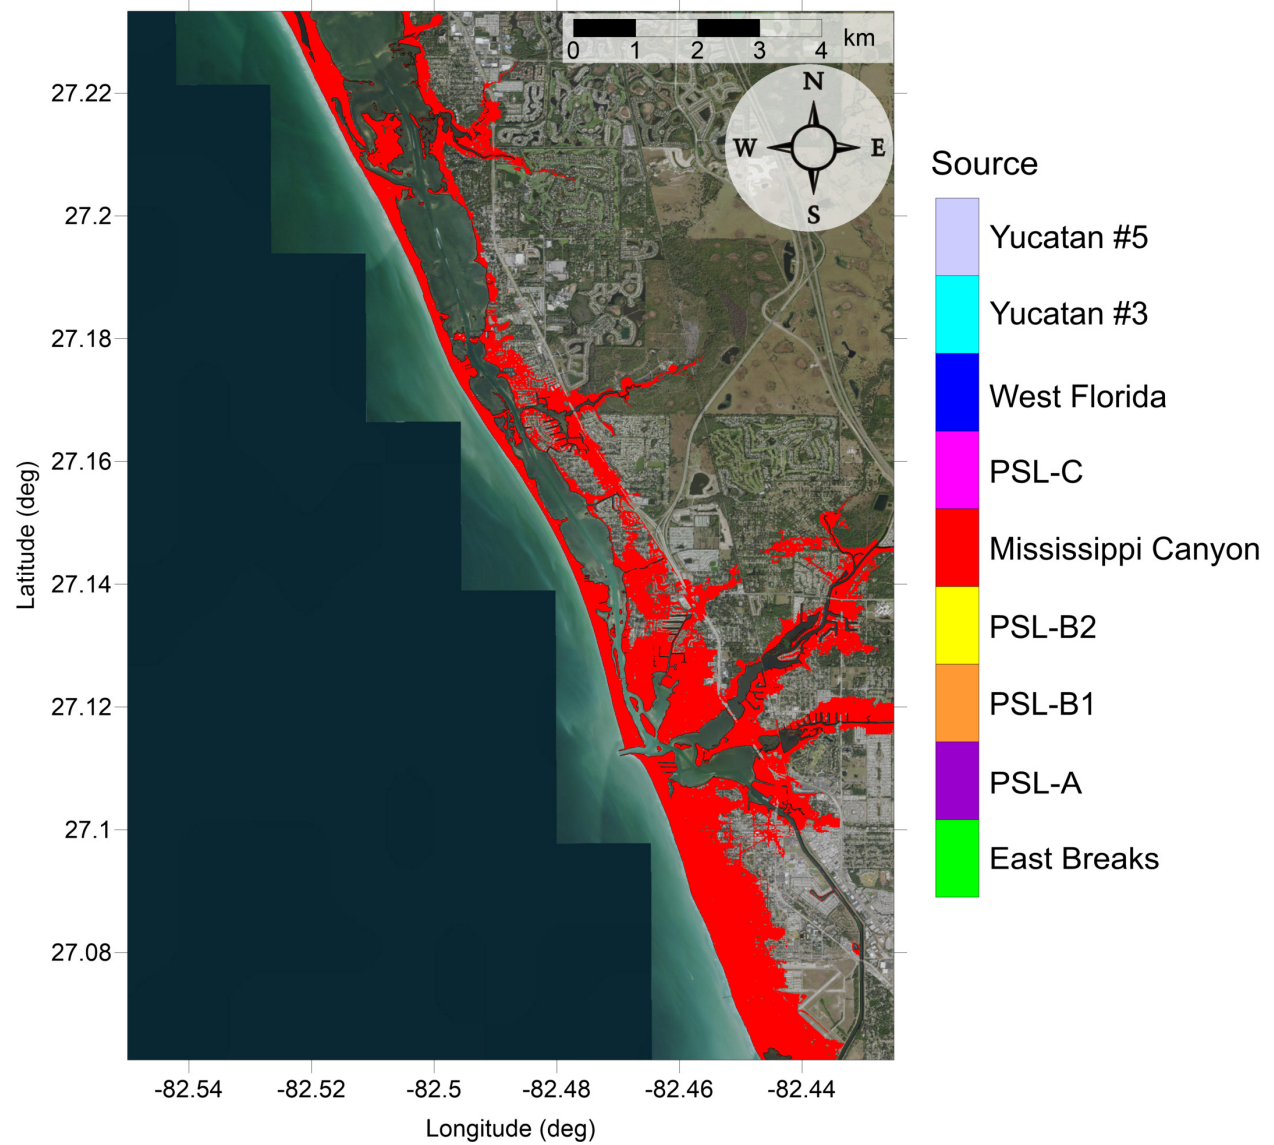 0 1 2 3 4 km
N
W E
S
27.22
27.2
27.18
27.16
27.14
27.12
27.1
27.08
Latitude (deg)
-82.54 -82.52 -82.5 -82.48 -82.46 -82.44
Longitude (deg)
Source
Yucatan #5
Yucatan #3
West Florida
PSL-C
Mississippi Canyon
PSL-B2
PSL-B1
PSL-A
East Breaks